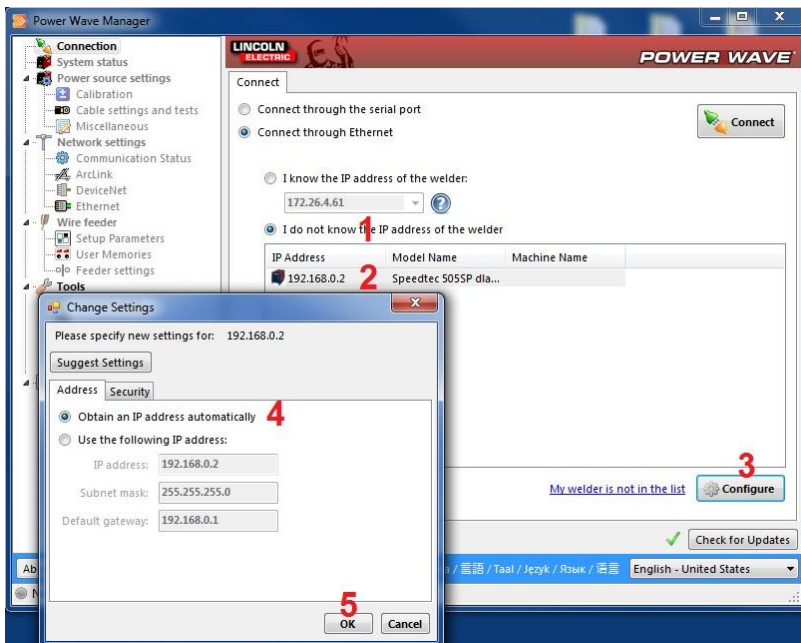 Power Wave Manager
Connection
System status
Power source settings
Calibration
Cable settings and tests
Miscellaneous
Network settings
Communication Status
ArcLink
DeviceNet
Ethernet
Wire feeder
Setup Parameters
User Memories
Feeder settings
Tools
LINCOLN
ELECTRIC
POWER WAVE
Connect
Connect through the serial port
Connect through Ethernet
Connect
I know the IP address of the welder:
172.26.4.61
1
I do not know the IP address of the welder
IP Address Model Name Machine Name
192.168.0.2 2 Speedtec 505SP dla...
Change Settings
Please specify new settings for: 192.168.0.2
Suggest Settings
Address Security
Obtain an IP address automatically 4
Use the following IP address:
IP address: 192.168.0.2
Subnet mask: 255.255.255.0
Default gateway: 192.168.0.1
5
OK Cancel
3
My welder is not in the list Configure
Check for Updates
Ab
/ 言語 / Taal / Język / Язык / 语言 English - United States
N